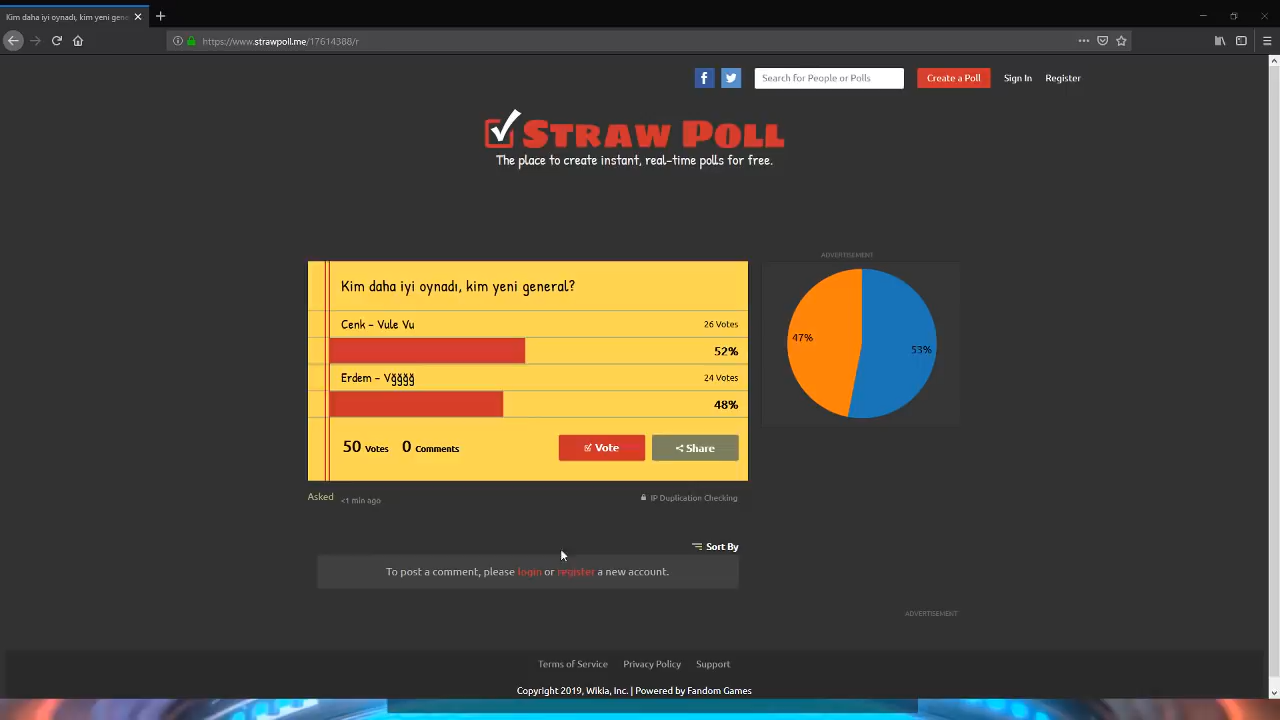 Kim daha iyi oynadı, kim yeni gene
https://www.strawpoll.me/17614388/r
Search for People or Polls
Create a Poll
Sign In
Register
STRAW POLL
The place to create instant, real-time polls for free.
ADVERTISEMENT
Kim daha iyi oynadı, kim yeni general?
Cenk - Vule Vu
26 Votes
52%
Erdem - Vğğğğ
24 Votes
48%
47%
53%
50 Votes
0 Comments
Vote
Share
Asked
<1 min ago
IP Duplication Checking
Sort By
To post a comment, please login or register a new account.
ADVERTISEMENT
Terms of Service
Privacy Policy
Support
Copyright 2019, Wikia, Inc. | Powered by Fandom Games